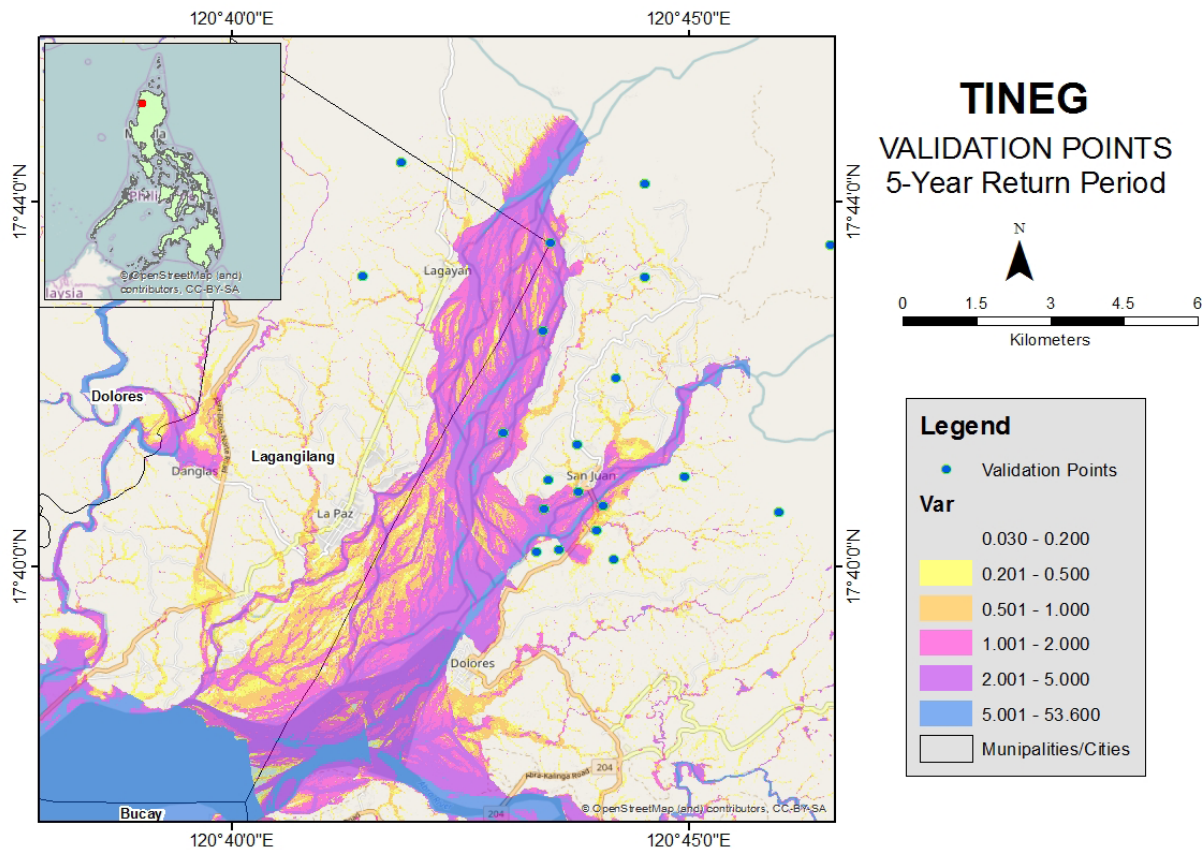 120°40'0"E
120°45'0"E
17°44'0"N
17°40'0"N
© OpenStreetMap (and)
contributors, CC-BY-SA
laysia
Lagayan
Dolores
Danglas
Lagangilang
La Paz
San Juan
Dolores
Abra-Kalinga Road
204
204
Bucay
© OpenStreetMap (and) contributors, CC-BY-SA
17°44'0"N
17°40'0"N
120°40'0"E
120°45'0"E
TINEG
VALIDATION POINTS
5-Year Return Period
N
0 1.5 3 4.5 6
Kilometers
Legend
Validation Points
Var
0.030 - 0.200
0.201 - 0.500
0.501 - 1.000
1.001 - 2.000
2.001 - 5.000
5.001 - 53.600
Munipalities/Cities